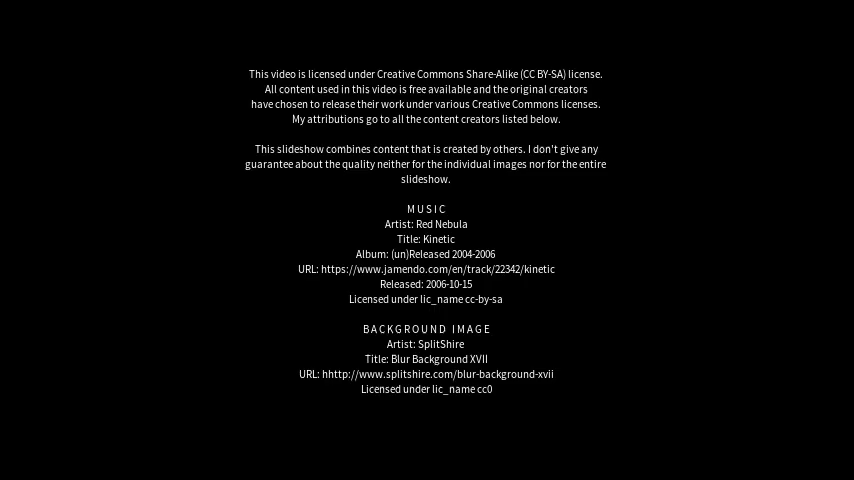 This video is licensed under Creative Commons Share-Alike (CC BY-SA) license.
All content used in this video is free available and the original creators
have chosen to release their work under various Creative Commons licenses.
My attributions go to all the content creators listed below.
This slideshow combines content that is created by others. I don't give any
guarantee about the quality neither for the individual images nor for the entire
slideshow.
M U S I C
Artist: Red Nebula
Title: Kinetic
Album: (un)Released 2004-2006
URL: https://www.jamendo.com/en/track/22342/kinetic
Released: 2006-10-15
Licensed under lic_name cc-by-sa
B A C K G R O U N D   I M A G E
Artist: SplitShire
Title: Blur Background XVII
URL: hhttp://www.splitshire.com/blur-background-xvii
Licensed under lic_name cc0